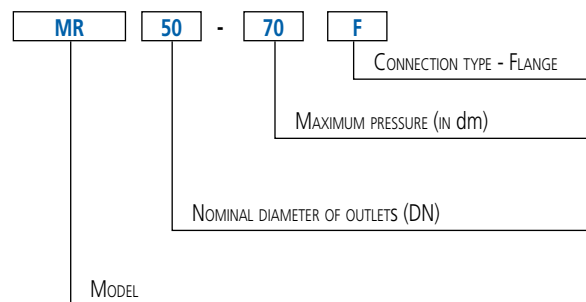 MR 50 - 70 F
Connection type - Flange
Maximum pressure (in dm)
Nominal diameter of outlets (DN)
Model